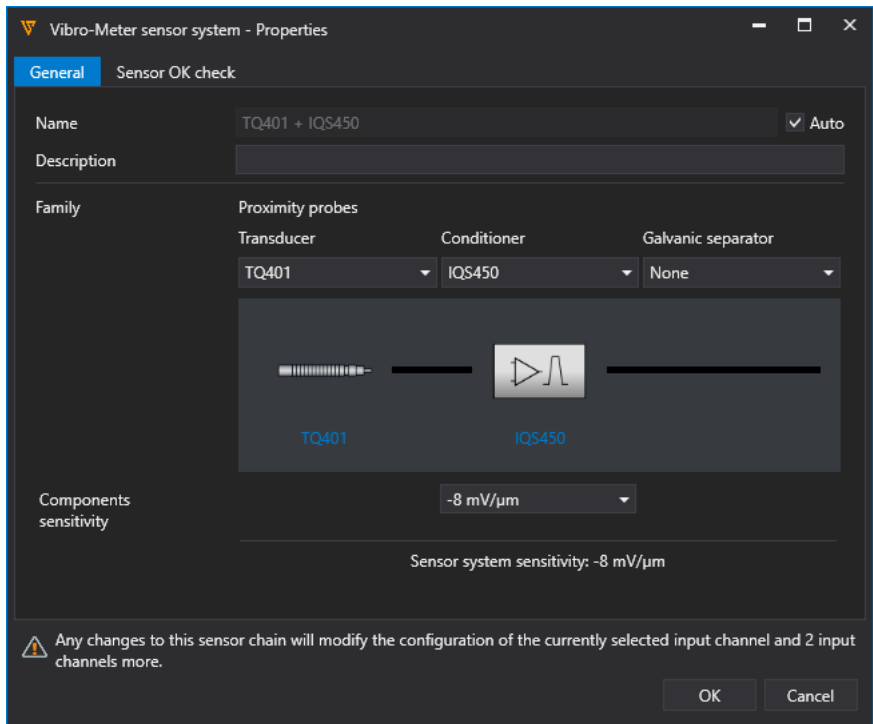 Vibro-Meter sensor system - Properties
General Sensor OK check
Name TQ401 + IQS450 Auto
Description
Family Proximity probes
Transducer Conditioner Galvanic separator
TQ401 IQS450 None
TQ401 IQS450
Components
sensitivity
-8 mV/µm
Sensor system sensitivity: -8 mV/µm
Any changes to this sensor chain will modify the configuration of the currently selected input channel and 2 input
channels more.
OK Cancel